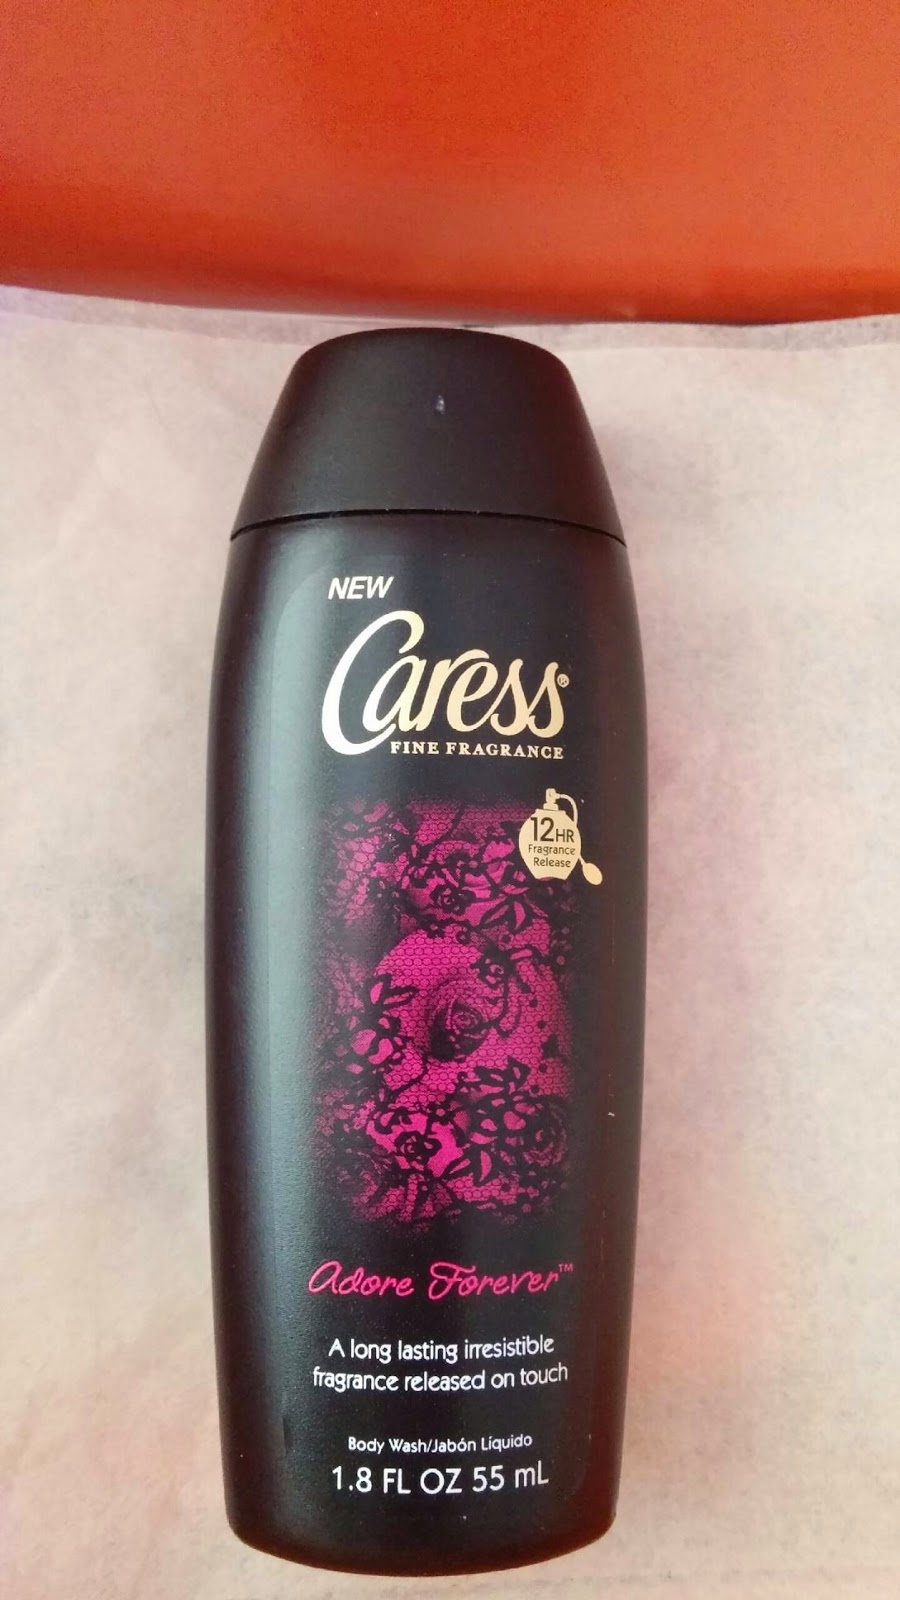 NEW
Caress®
FINE FRAGRANCE
12HR
Fragrance
Release
Adore Forever™
A long lasting irresistible
fragrance released on touch
Body Wash/Jabón Líquido
1.8 FL OZ 55 mL